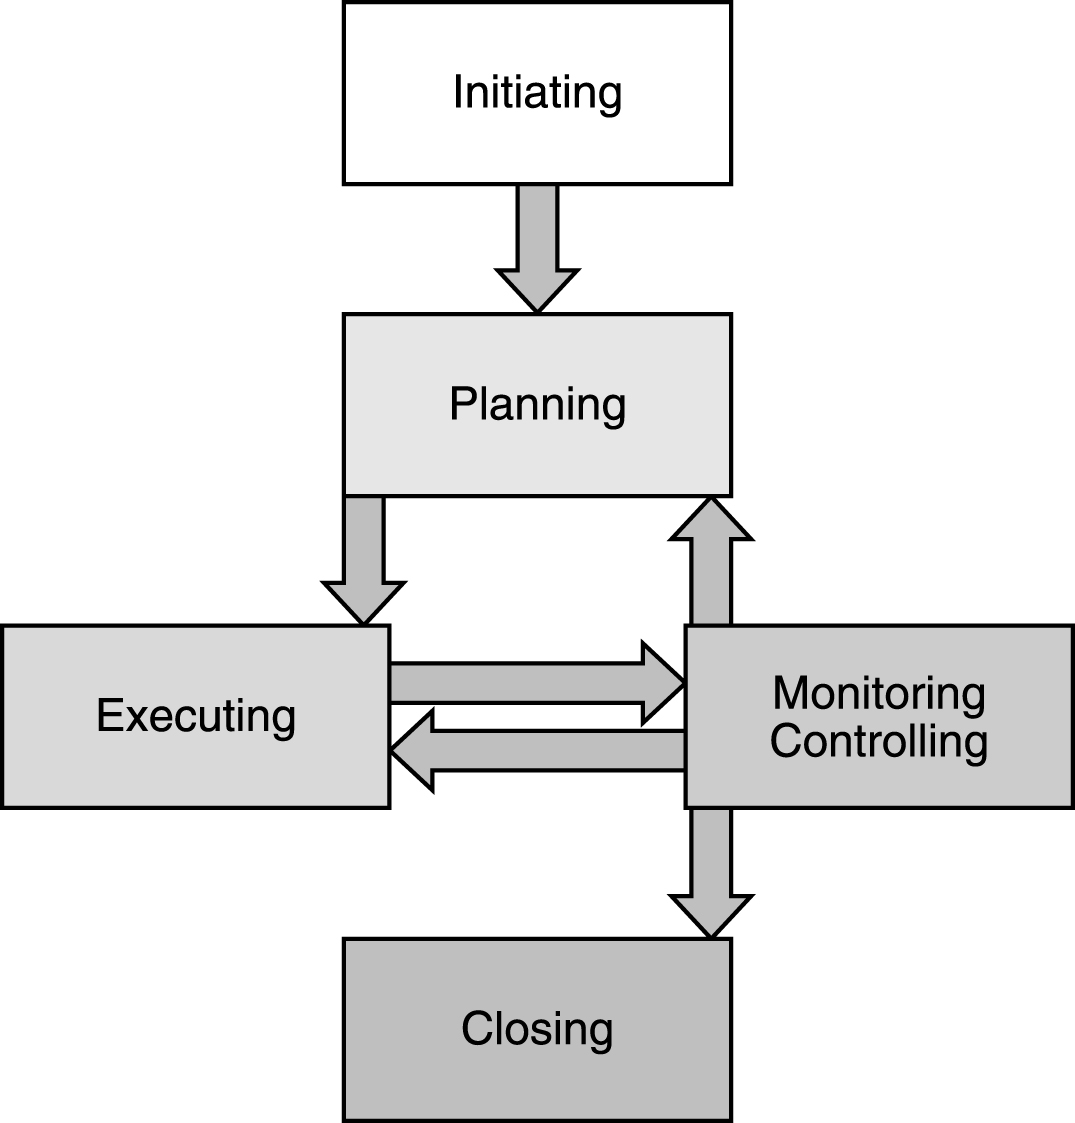 Initiating
Planning
Executing
Monitoring
Controlling
Closing